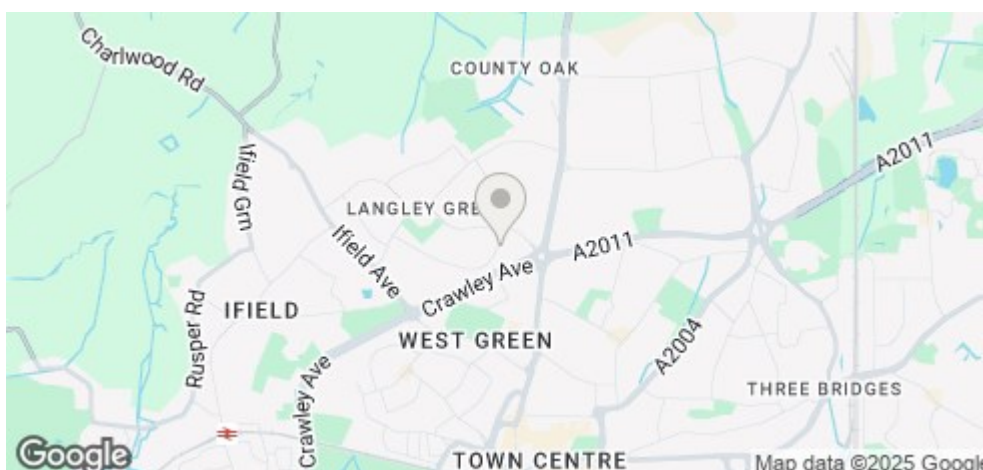 Charlwood Rd
COUNTY OAK
A2011
Ifield Grn
LANGLEY GRE
Ifield Ave
A2011
Crawley Ave
Rusper Rd
IFIELD
WEST GREEN
A2004
Crawley Ave
THREE BRIDGES
Google
TOWN CENTRE
Map data ©2025 Google